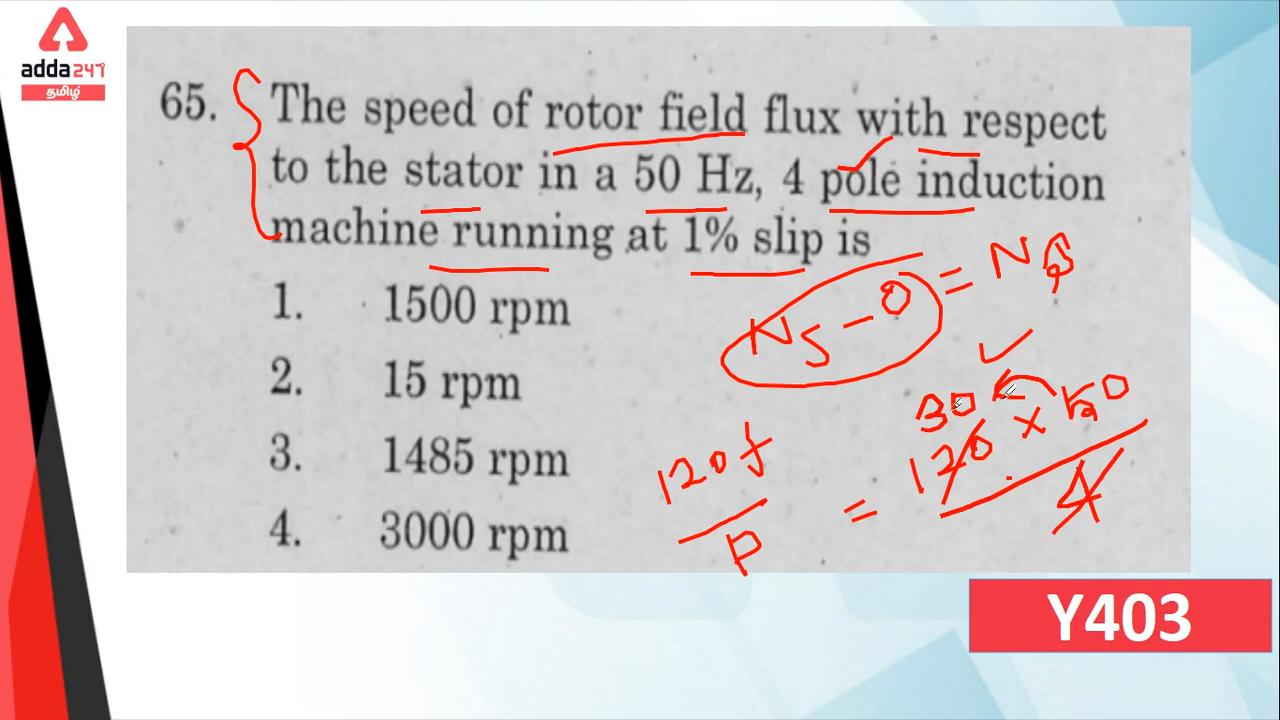 adda247
தமிழ்
65. The speed of rotor field flux with respect
to the stator in a 50 Hz, 4 pole induction
machine running at 1% slip is
1. 1500 rpm
2. 15 rpm
3. 1485 rpm
4. 3000 rpm
Ns - 0 = Ns
120f
P
=
30
120 × 50
4
Y403